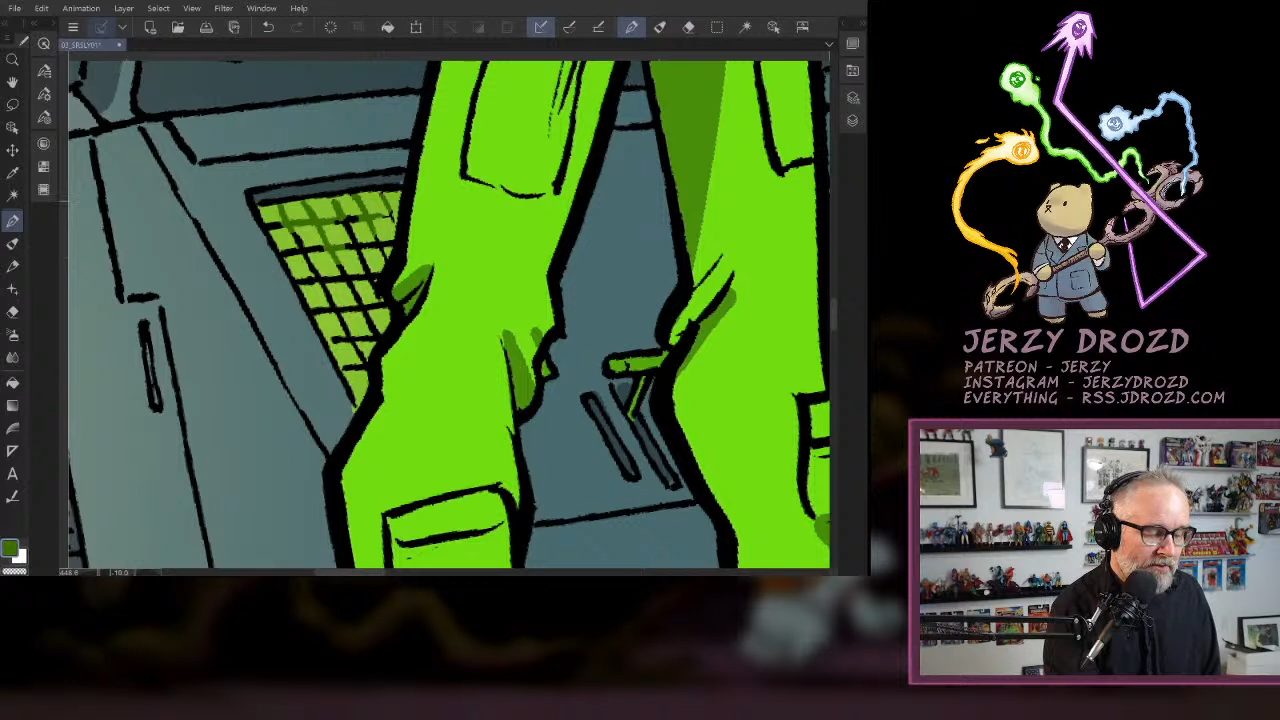 File Edit Animation Layer Select View Filter Window Help
JERZY DROZD
PATREON - JERZY
INSTAGRAM - JERZYDROZD
EVERYTHING - RSS.JDROZD.COM